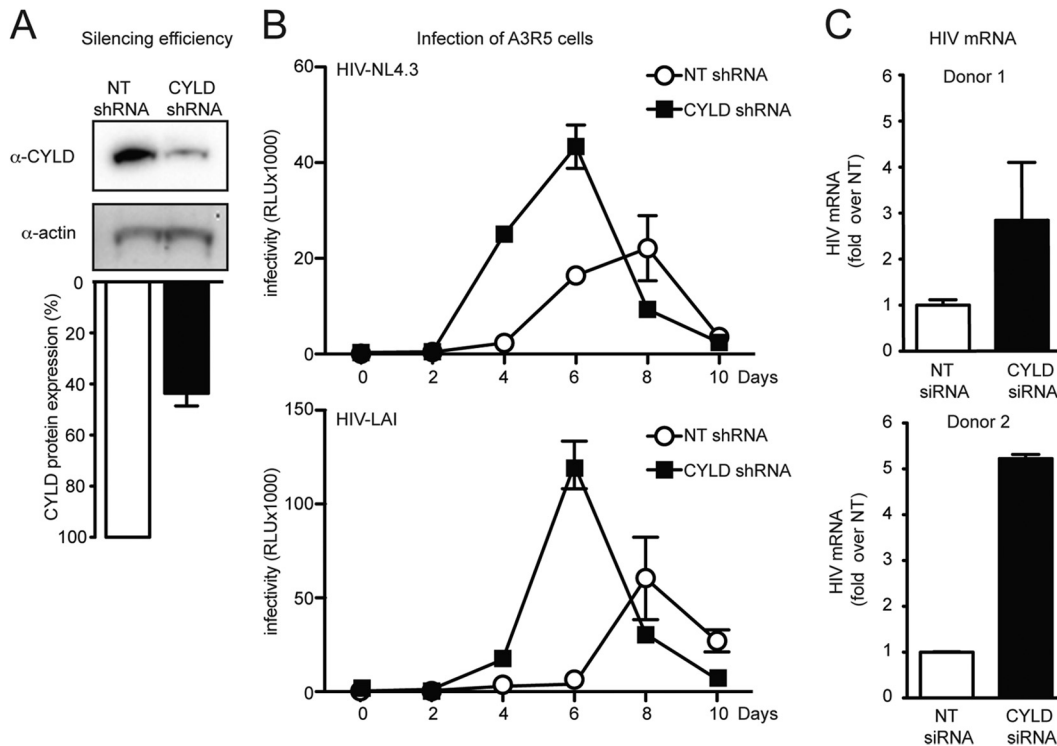 A
Silencing efficiency
NT
shRNA
CYLD
shRNA
α-CYLD
α-actin
CYLD protein expression (%)
0
20
40
60
80
100
B
Infection of A3R5 cells
HIV-NL4.3
NT shRNA
CYLD shRNA
infectivity (RLUx1000)
60
40
20
0
0 2 4 6 8 10 Days
HIV-LAI
NT shRNA
CYLD shRNA
infectivity (RLUx1000)
150
100
50
0
0 2 4 6 8 10 Days
C
HIV mRNA
Donor 1
HIV mRNA
(fold over NT)
6
5
4
3
2
1
0
NT
siRNA
CYLD
siRNA
Donor 2
HIV mRNA
(fold over NT)
6
5
4
3
2
1
0
NT
siRNA
CYLD
siRNA